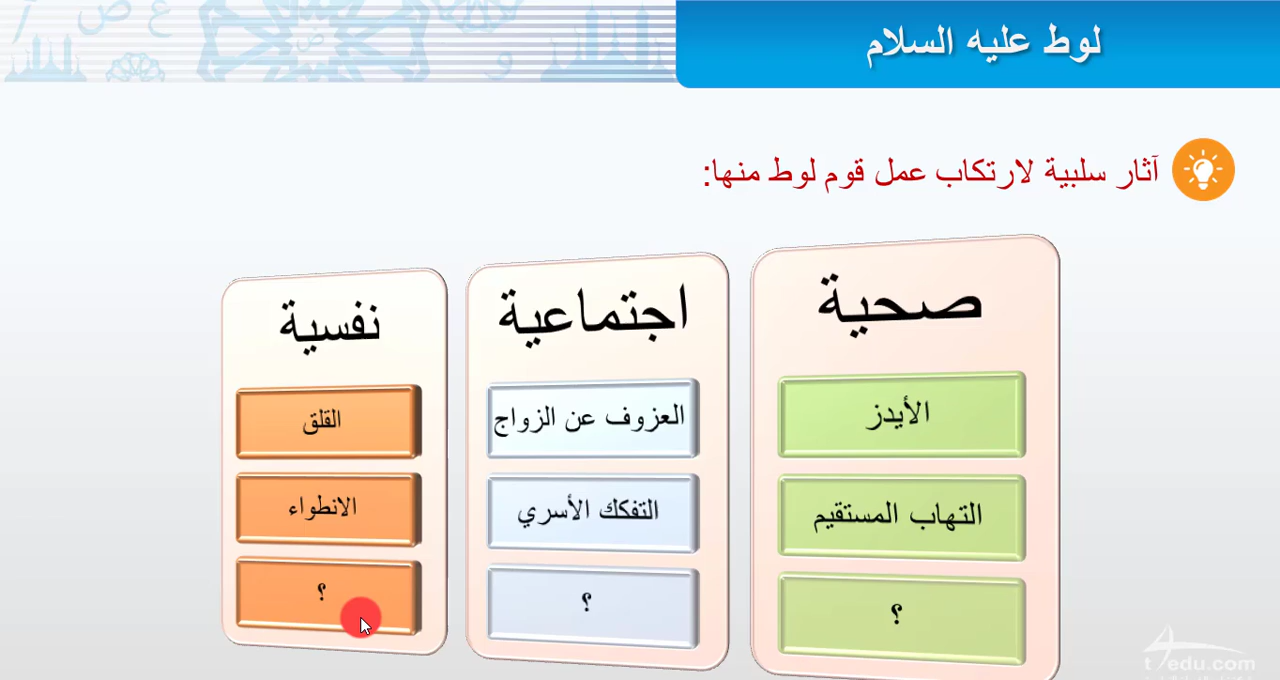 لوط عليه السلام
آثار سلبية لارتكاب عمل قوم لوط منها:
صحية
الأيدز
التهاب المستقيم
؟
اجتماعية
العزوف عن الزواج
التفكك الأسري
؟
نفسية
القلق
الانطواء
؟
t4edu.com